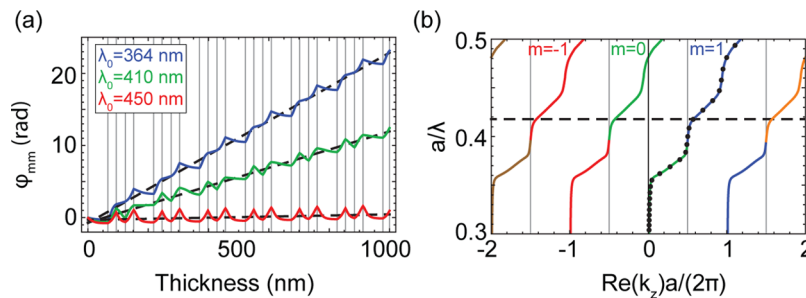 (a)
λ₀=364 nm
λ₀=410 nm
λ₀=450 nm
20
10
0
φmm (rad)
0
500
1000
Thickness (nm)
(b)
m=-1
m=0
m=1
0.5
0.4
0.3
a/λ
-2
-1
0
1
2
Re(kz)a/(2π)